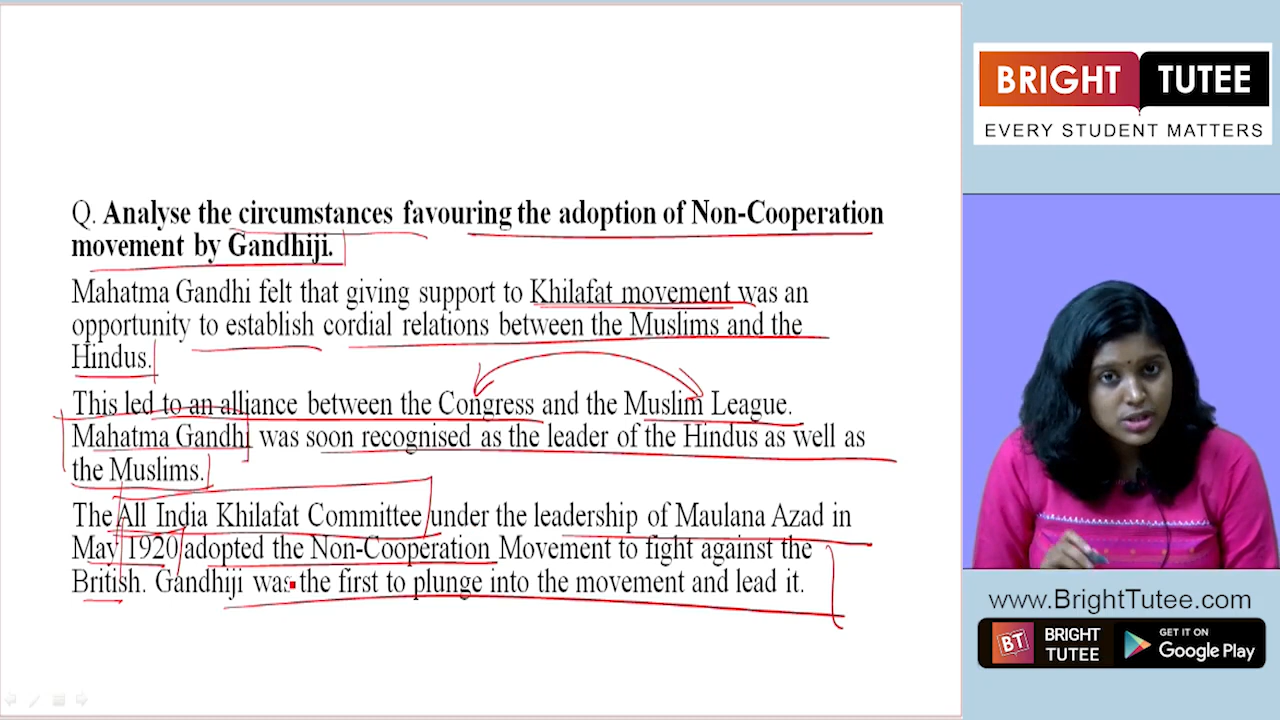 Q. Analyse the circumstances favouring the adoption of Non-Cooperation
movement by Gandhiji.
Mahatma Gandhi felt that giving support to Khilafat movement was an
opportunity to establish cordial relations between the Muslims and the
Hindus.
This led to an alliance between the Congress and the Muslim League.
Mahatma Gandhi was soon recognised as the leader of the Hindus as well as
the Muslims.
The All India Khilafat Committee under the leadership of Maulana Azad in
May 1920 adopted the Non-Cooperation Movement to fight against the
British. Gandhiji was the first to plunge into the movement and lead it.
BRIGHT TUTEE
EVERY STUDENT MATTERS
www.BrightTutee.com
BT
BRIGHT
TUTEE
GET IT ON
Google Play